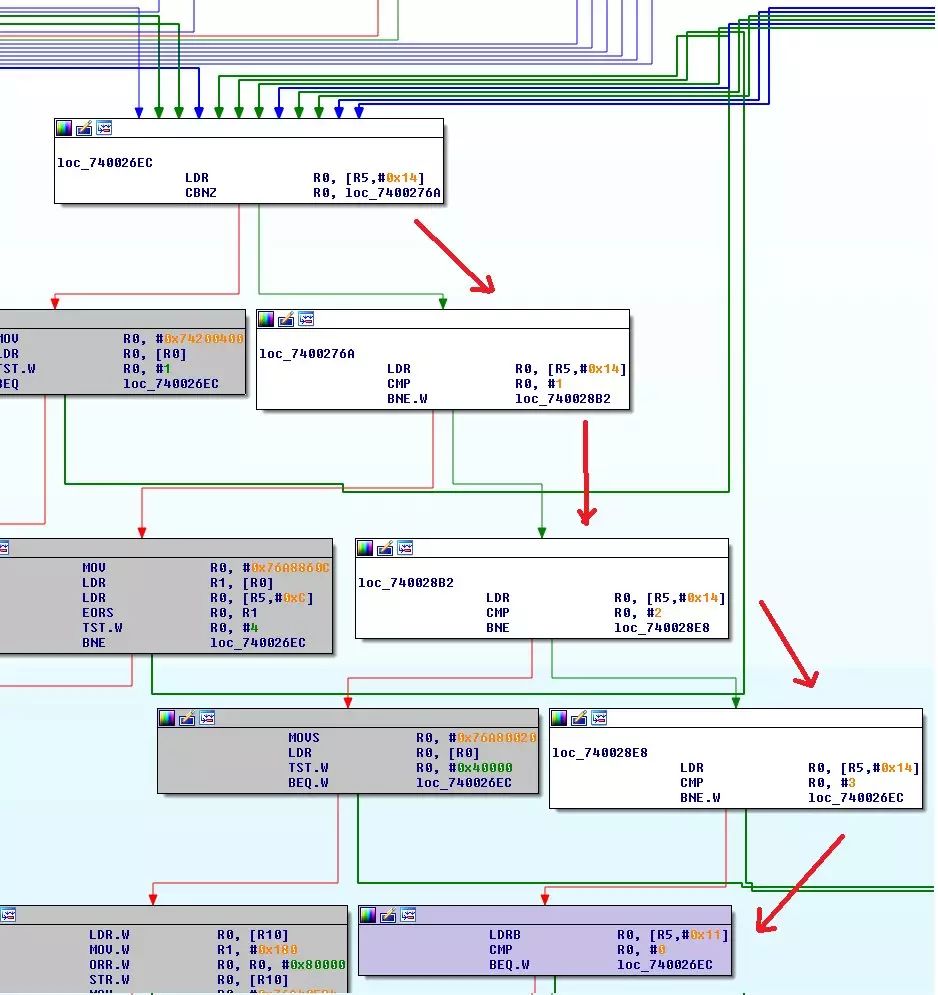 loc_740026EC
LDR R0, [R5,#0x14]
CBNZ R0, loc_7400276A
MOV R0, #0x74200400
LDR R0, [R0]
TST.W R0, #1
BEQ loc_740026EC
loc_7400276A
LDR R0, [R5,#0x14]
CMP R0, #1
BNE.W loc_740028B2
MOV R0, #0x76A8860C
LDR R1, [R0]
LDR R0, [R5,#0xC]
EORS R0, R1
TST.W R0, #4
BNE loc_740026EC
loc_740028B2
LDR R0, [R5,#0x14]
CMP R0, #2
BNE loc_740028E8
MOVS R0, #0x76A80020
LDR R0, [R0]
TST.W R0, #0x40000
BEQ.W loc_740026EC
loc_740028E8
LDR R0, [R5,#0x14]
CMP R0, #3
BNE.W loc_740026EC
LDR.W R0, [R10]
MOV.W R1, #0x180
ORR.W R0, R0, #0x80000
STR.W R0, [R10]
LDRB R0, [R5,#0x11]
CMP R0, #0
BEQ.W loc_740026EC